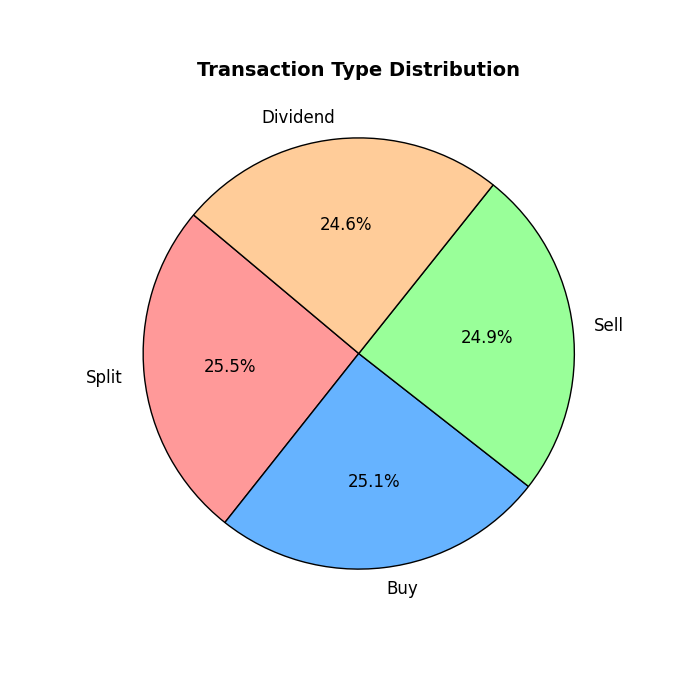 Transaction Type Distribution
Dividend
24.6%
Sell
24.9%
Split
25.5%
25.1%
Buy